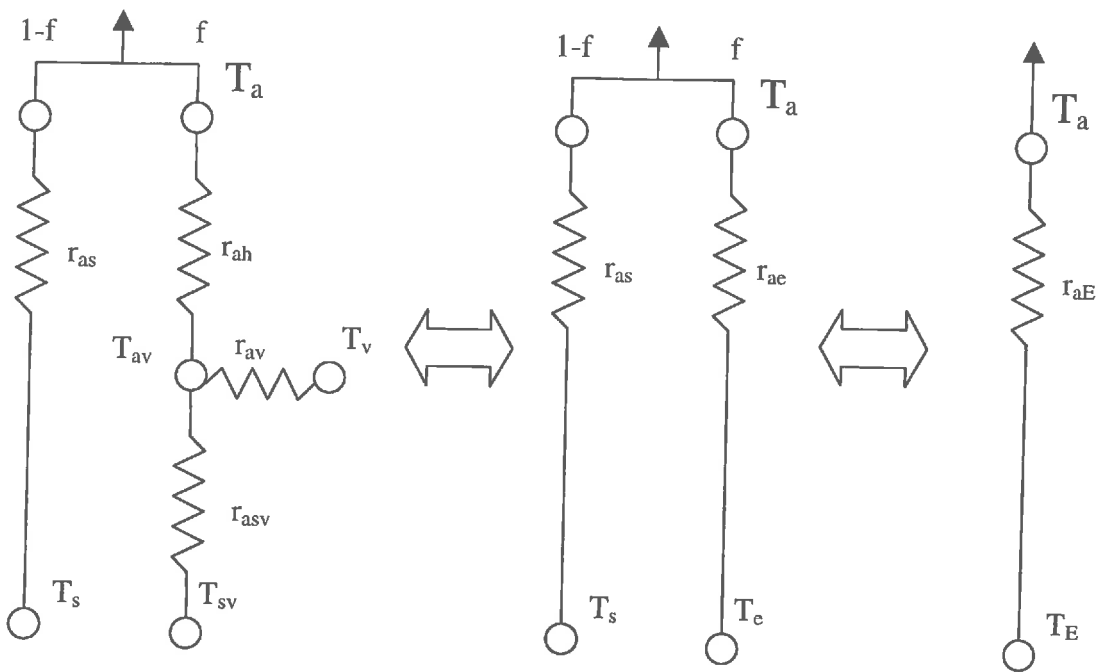 1-f f
T_a
r_as r_ah
T_av r_av T_v
r_asv
T_s T_sv
1-f f
T_a
r_as r_ae
T_s T_e
T_a
r_aE
T_E